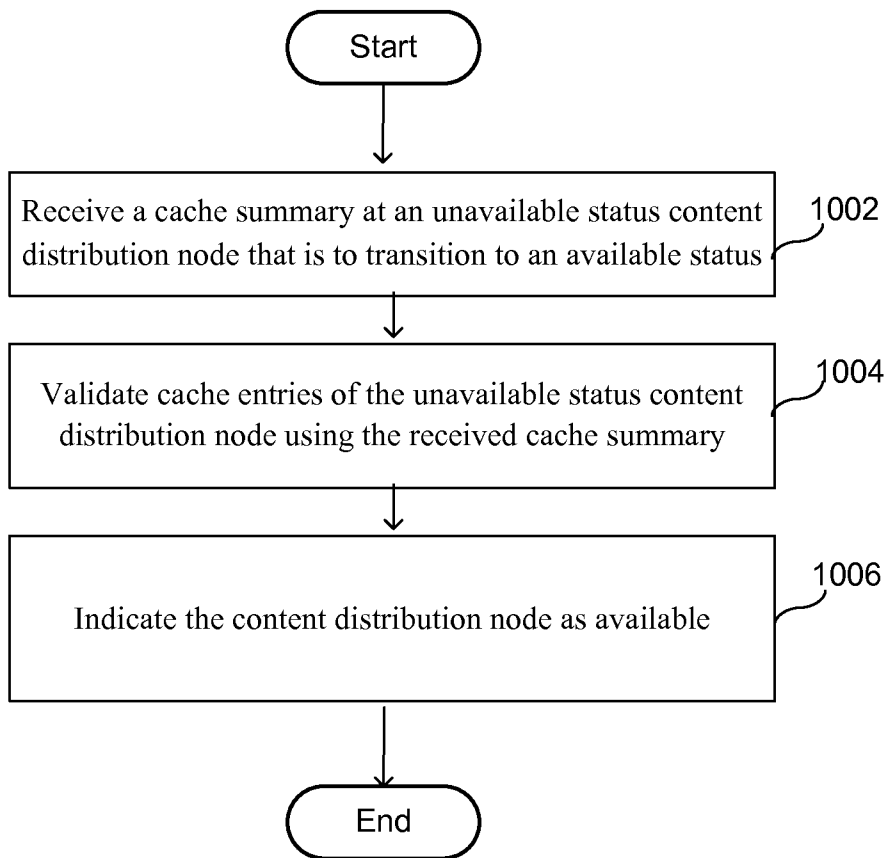 Start
Receive a cache summary at an unavailable status content
distribution node that is to transition to an available status
1002
Validate cache entries of the unavailable status content
distribution node using the received cache summary
1004
Indicate the content distribution node as available
1006
End